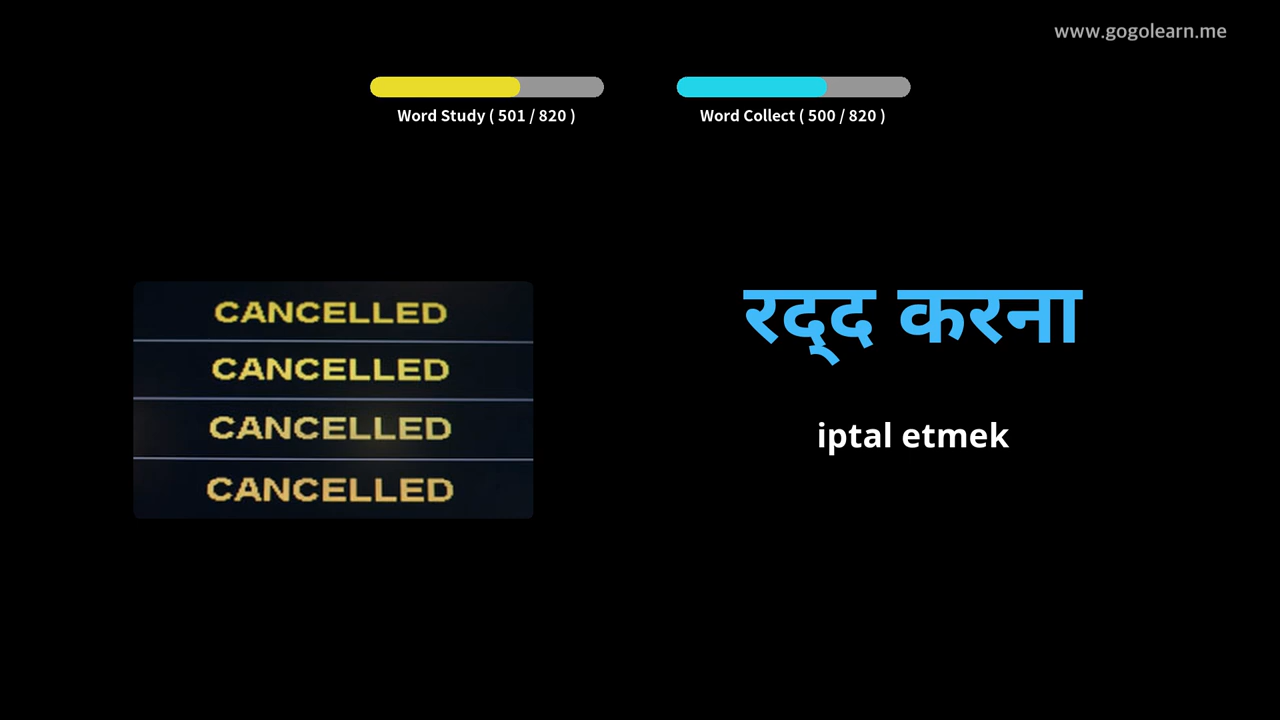 www.gogolearn.me
Word Study ( 501 / 820 )
Word Collect ( 500 / 820 )
CANCELLED
CANCELLED
CANCELLED
CANCELLED
रद्द करना
iptal etmek